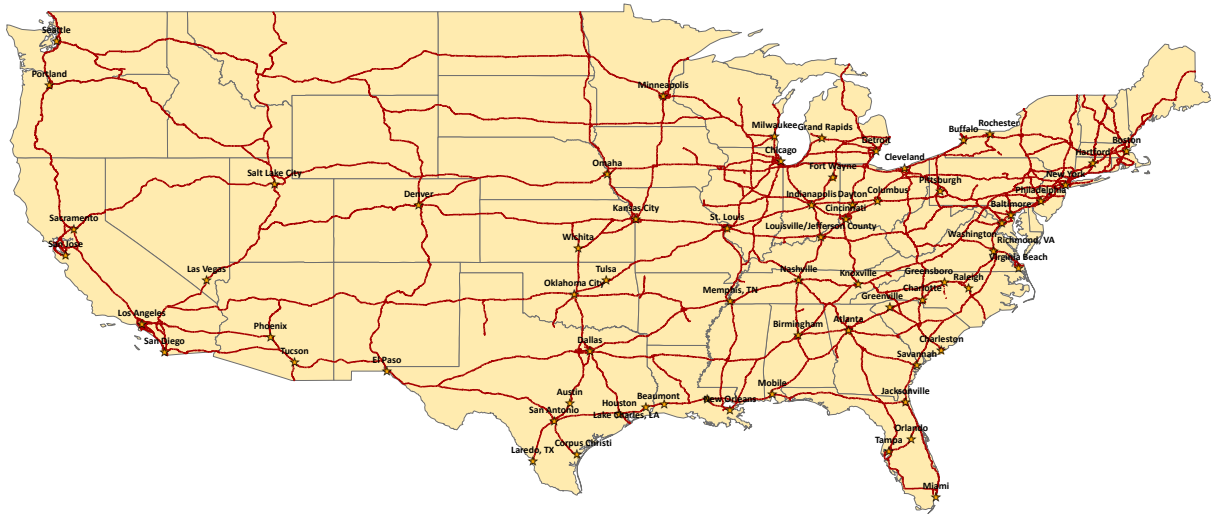 Seattle
Portland
Minneapolis
Milwaukee
Grand Rapids
Rochester
Buffalo
Boston
Detroit
Chicago
Cleveland
Hartford
Omaha
Fort Wayne
Salt Lake City
New York
Pittsburgh
Philadelphia
Denver
Indianapolis
Dayton
Columbus
Baltimore
Kansas City
Cincinnati
Sacramento
St. Louis
Louisville/Jefferson County
Washington
San Jose
Wichita
Richmond, VA
Virginia Beach
Las Vegas
Tulsa
Nashville
Knoxville
Greensboro
Raleigh
Oklahoma City
Memphis, TN
Charlotte
Greenville
Los Angeles
Phoenix
Birmingham
Atlanta
San Diego
Dallas
Charleston
Tucson
El Paso
Savannah
Mobile
Austin
Jacksonville
Beaumont
New Orleans
Houston
San Antonio
Lake Charles, LA
Orlando
Corpus Christi
Tampa
Laredo, TX
Miami